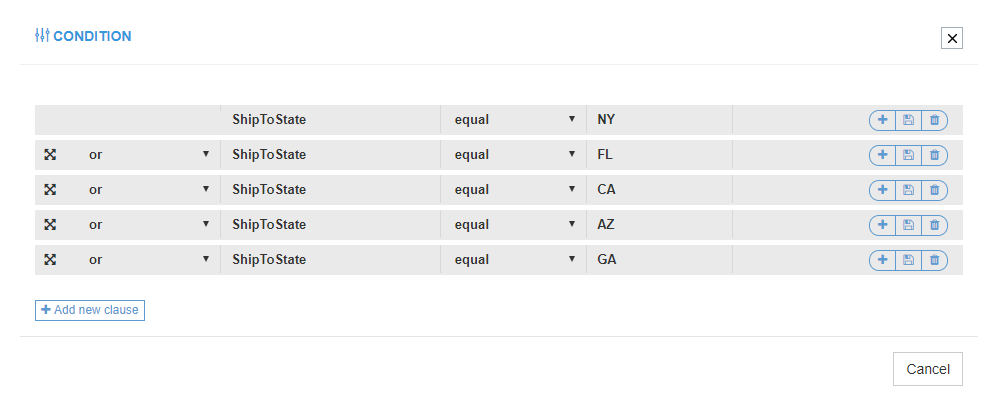 CONDITION
ShipToState equal NY
or ShipToState equal FL
or ShipToState equal CA
or ShipToState equal AZ
or ShipToState equal GA
Add new clause
Cancel